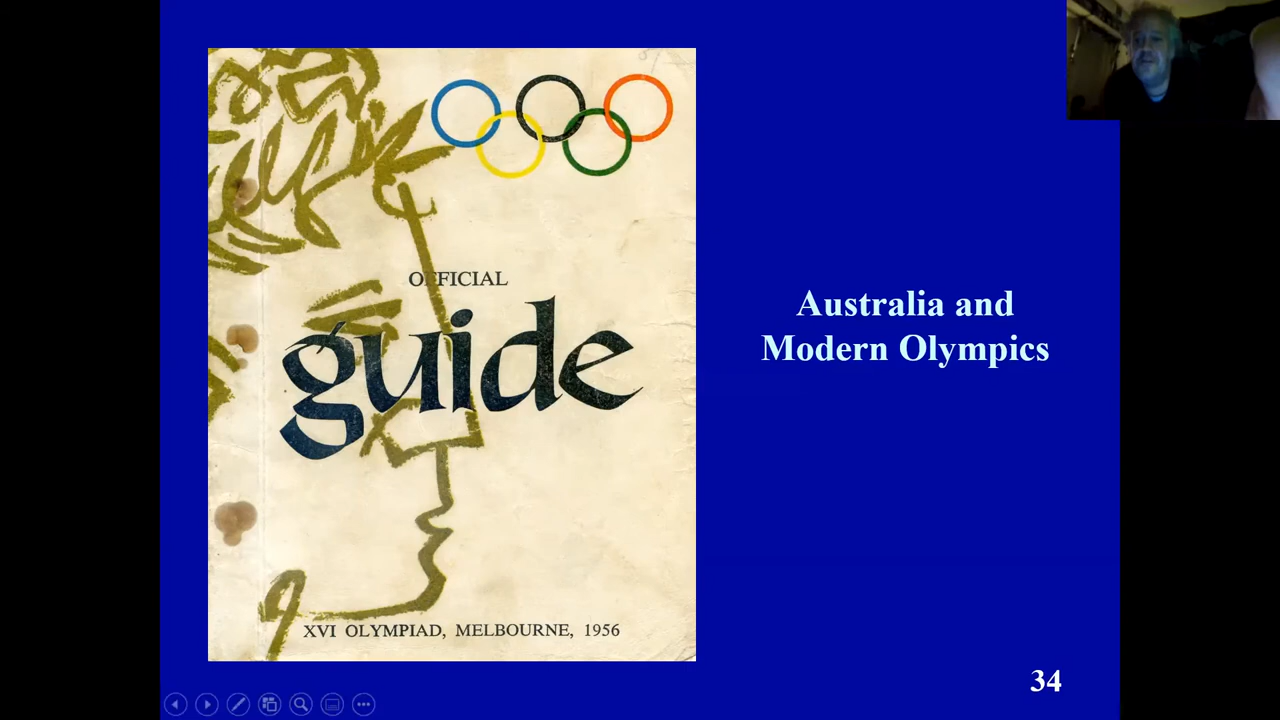 OFFICIAL
guide
XVI OLYMPIAD, MELBOURNE, 1956
Australia and
Modern Olympics
34